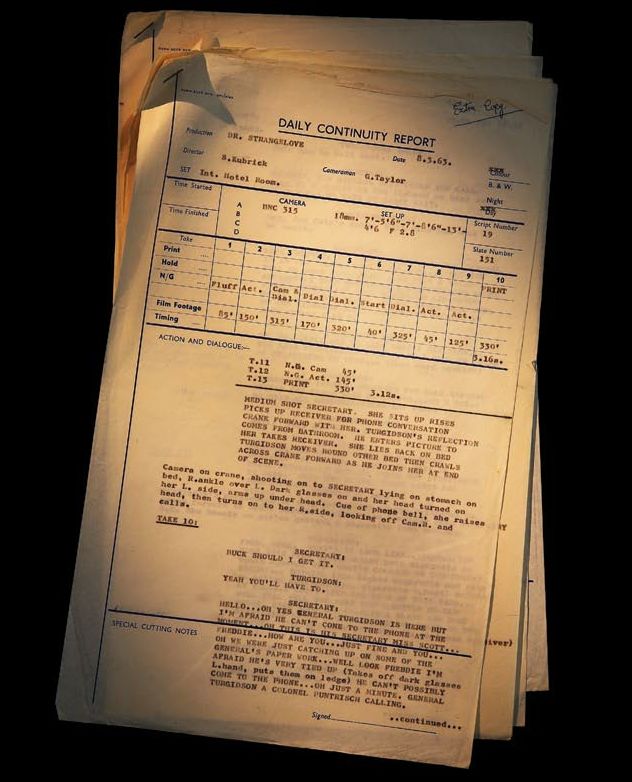 Extra Copy
DAILY CONTINUITY REPORT
Production DR. STRANGELOVE Date 8.3.63. Colour
Director S.Kubrick Cameraman G.Taylor B. & W.
SET Int. Hotel Room. Night
Day
Time Started CAMERA SET UP Script Number
A BNC 315 18mm. 7'-5'6"-7'-8'6"-13'- 19
Time Finished B 4'6 F 2.8
C Slate Number
D 151
Take 1 2 3 4 5 6 7 8 9 10
Print PRINT
Hold
N/G Fluff Act. Cam & Dial. Dial Dial. Start Dial. Act. Act.
Film Footage 85' 150' 315' 170' 320' 40' 325' 45' 125' 330'
Timing 3.16s.
ACTION AND DIALOGUE:—
T.11 N.G. Cam 45'
T.12 N.G. Act. 145'
T.13 PRINT 330' 3.12s.
MEDIUM SHOT SECRETARY. SHE SITS UP RISES
PICKS UP RECEIVER FOR PHONE CONVERSATION
CRANE FORWARD WITH HER. TURGIDSON'S REFLECTION
COMES FROM BATHROOM. HE ENTERS PICTURE TO
HER TAKES RECEIVER. SHE LIES BACK ON BED
TURGIDSON MOVES ROUND OTHER BED THEN CRAWLS
ACROSS CRANE FORWARD AS HE JOINS HER AT END
OF SCENE.
Camera on crane, shooting on to SECRETARY lying on stomach on
bed, R.ankle over L. Dark glasses on and her head turned on
her L. side, arms up under head. Cue of phone bell, she raises
head, then turns on to her R.side, looking off Cam.R. and
calls.
TAKE 10:
SECRETARY:
BUCK SHOULD I GET IT.
TURGIDSON:
YEAH YOU'LL HAVE TO.
SECRETARY:
HELLO...OH YES GENERAL TURGIDSON IS HERE BUT
I'M AFRAID HE CAN'T COME TO THE PHONE AT THE
MOMENT...OH THIS IS HIS SECRETARY MISS SCOTT...
SPECIAL CUTTING NOTES
FREDDIE...HOW ARE YOU...JUST FINE AND YOU...
OH WE WERE JUST CATCHING UP ON SOME OF THE
GENERAL'S PAPER WORK...WELL LOOK FREDDIE I'M
AFRAID HE'S VERY TIED UP (Takes off dark glasses
L.hand, puts them on ledge) HE CAN'T POSSIBLY
COME TO THE PHONE...OH JUST A MINUTE. GENERAL
TURGIDSON A COLONEL PUNTRISCH CALLING.
Signed
..continued...